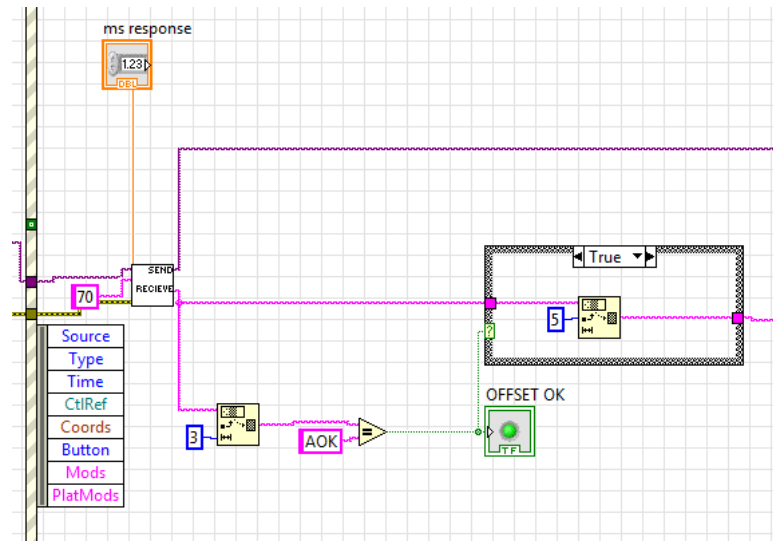 ms response
1.23
DBL
True
SEND
RECIEVE
70
5
?
Source
Type
Time
CtlRef
Coords
Button
Mods
PlatMods
OFFSET OK
3
AOK
=
TF